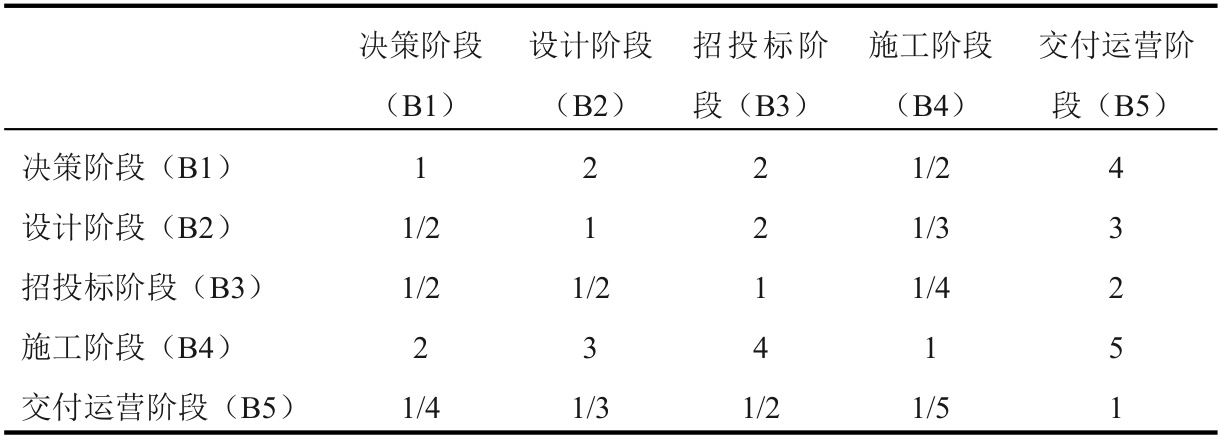 决策阶段 设计阶段 招投标阶 施工阶段 交付运营阶
（B1） （B2） 段（B3） （B4） 段（B5）
决策阶段（B1） 1 2 2 1/2 4
设计阶段（B2） 1/2 1 2 1/3 3
招投标阶段（B3） 1/2 1/2 1 1/4 2
施工阶段（B4） 2 3 4 1 5
交付运营阶段（B5） 1/4 1/3 1/2 1/5 1